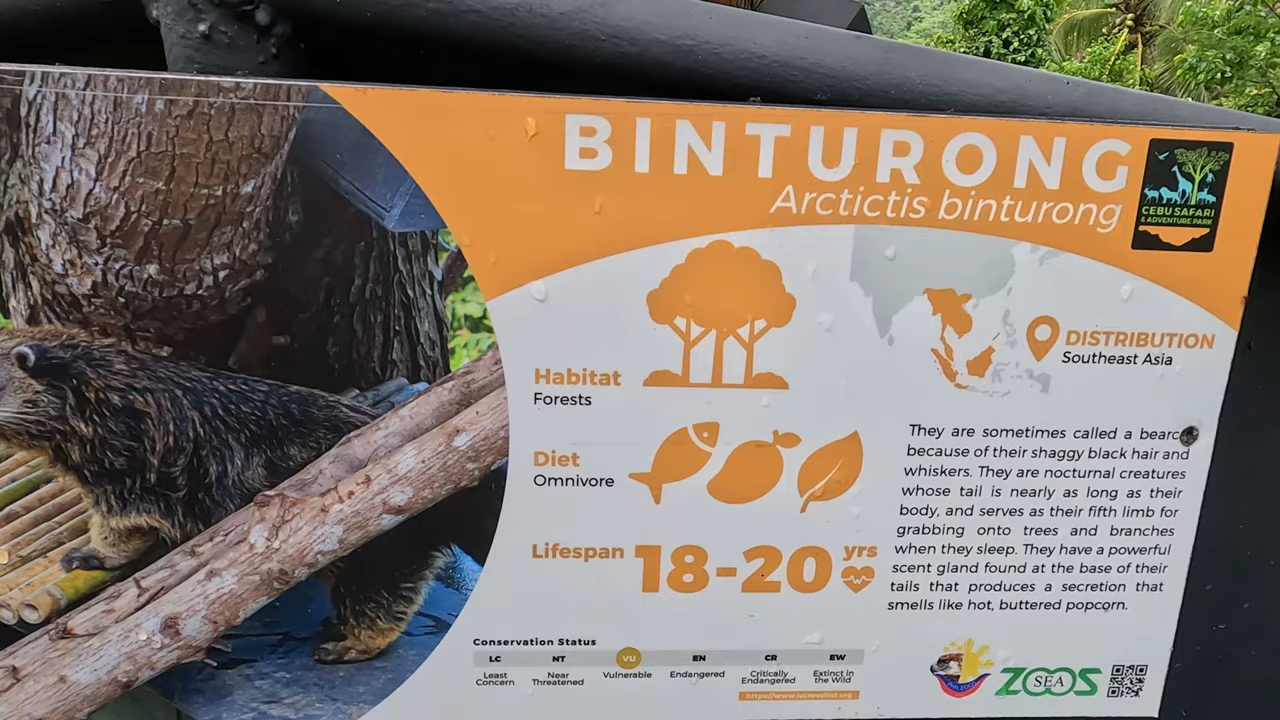 BINTURONG
Arctictis binturong
CEBU SAFARI
& ADVENTURE PARK
DISTRIBUTION
Southeast Asia
Habitat
Forests
Diet
Omnivore
Lifespan 18-20 yrs
They are sometimes called a bearc
because of their shaggy black hair and
whiskers. They are nocturnal creatures
whose tail is nearly as long as their
body, and serves as their fifth limb for
grabbing onto trees and branches
when they sleep. They have a powerful
scent gland found at the base of their
tails that produces a secretion that
smells like hot, buttered popcorn.
Conservation Status
LC NT VU EN CR EW
Least Concern Near Threatened Vulnerable Endangered Critically Endangered Extinct in the Wild
https://www.iucnredlist.org
SEA ZOOS